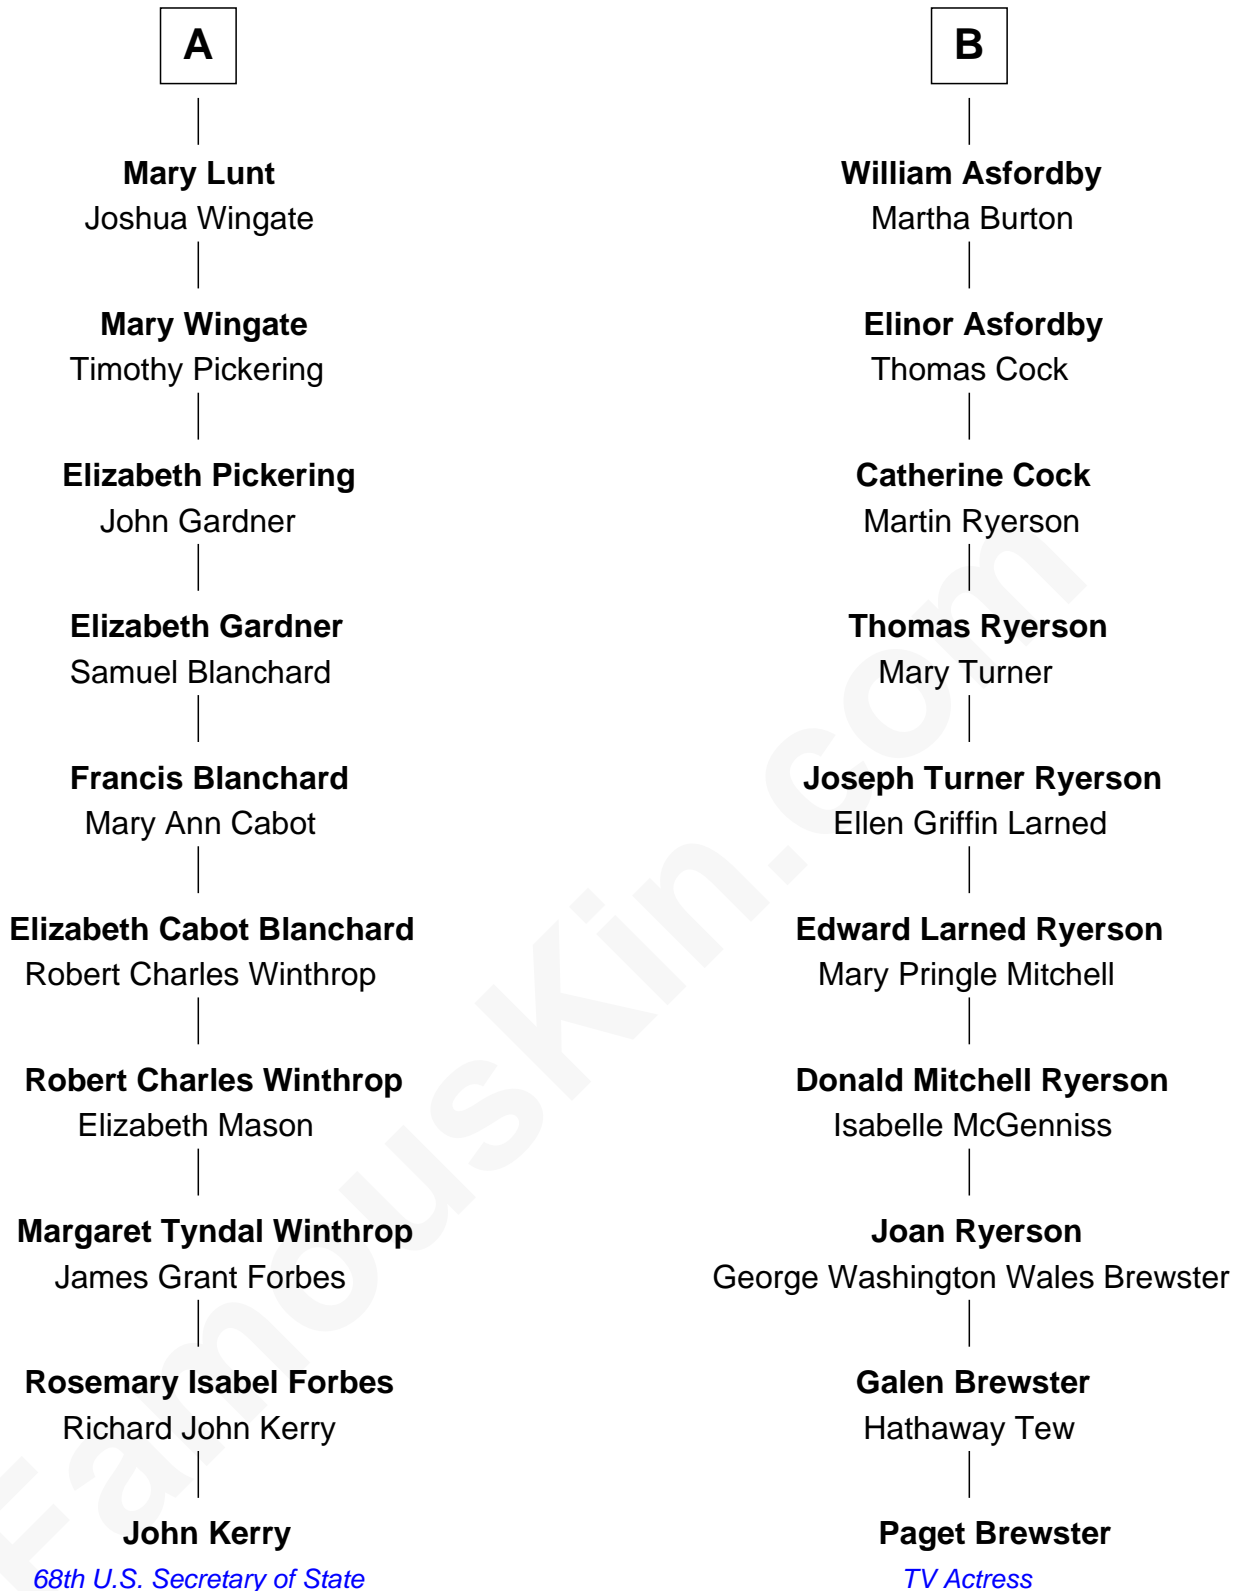 A
Mary Lunt
Joshua Wingate
Mary Wingate
Timothy Pickering
Elizabeth Pickering
John Gardner
Elizabeth Gardner
Samuel Blanchard
Francis Blanchard
Mary Ann Cabot
Elizabeth Cabot Blanchard
Robert Charles Winthrop
Robert Charles Winthrop
Elizabeth Mason
Margaret Tyndal Winthrop
James Grant Forbes
Rosemary Isabel Forbes
Richard John Kerry
John Kerry
68th U.S. Secretary of State
B
William Asfordby
Martha Burton
Elinor Asfordby
Thomas Cock
Catherine Cock
Martin Ryerson
Thomas Ryerson
Mary Turner
Joseph Turner Ryerson
Ellen Griffin Larned
Edward Larned Ryerson
Mary Pringle Mitchell
Donald Mitchell Ryerson
Isabelle McGenniss
Joan Ryerson
George Washington Wales Brewster
Galen Brewster
Hathaway Tew
Paget Brewster
TV Actress
FamousKin.com